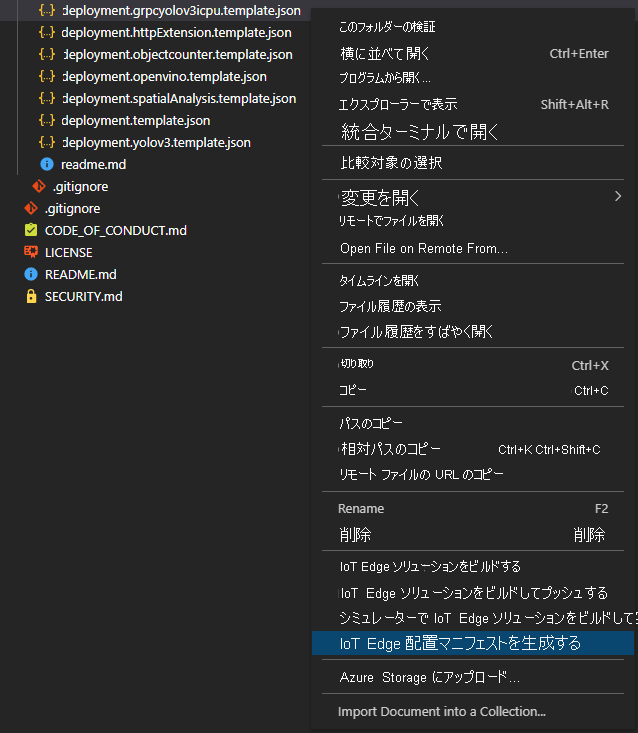 deployment.grpcyolov3icpu.template.json
deployment.httpExtension.template.json
deployment.objectcounter.template.json
deployment.openvino.template.json
deployment.spatialAnalysis.template.json
deployment.template.json
deployment.yolov3.template.json
readme.md
.gitignore
.gitignore
CODE_OF_CONDUCT.md
LICENSE
README.md
SECURITY.md
このフォルダーの検証
横に並べて開く Ctrl+Enter
プログラムから開く...
エクスプローラーで表示 Shift+Alt+R
統合ターミナルで開く
比較対象の選択
変更を開く
リモートでファイルを開く
Open File on Remote From...
タイムラインを開く
ファイル履歴の表示
ファイル履歴をすばやく開く
切り取り Ctrl+X
コピー Ctrl+C
パスのコピー
相対パスのコピー Ctrl+K Ctrl+Shift+C
リモート ファイルの URL のコピー
Rename F2
削除 削除
IoT Edge ソリューションをビルドする
IoT Edge ソリューションをビルドしてプッシュする
シミュレーターで IoT Edge ソリューションをビルドして
IoT Edge 配置マニフェストを生成する
Azure Storage にアップロード...
Import Document into a Collection...